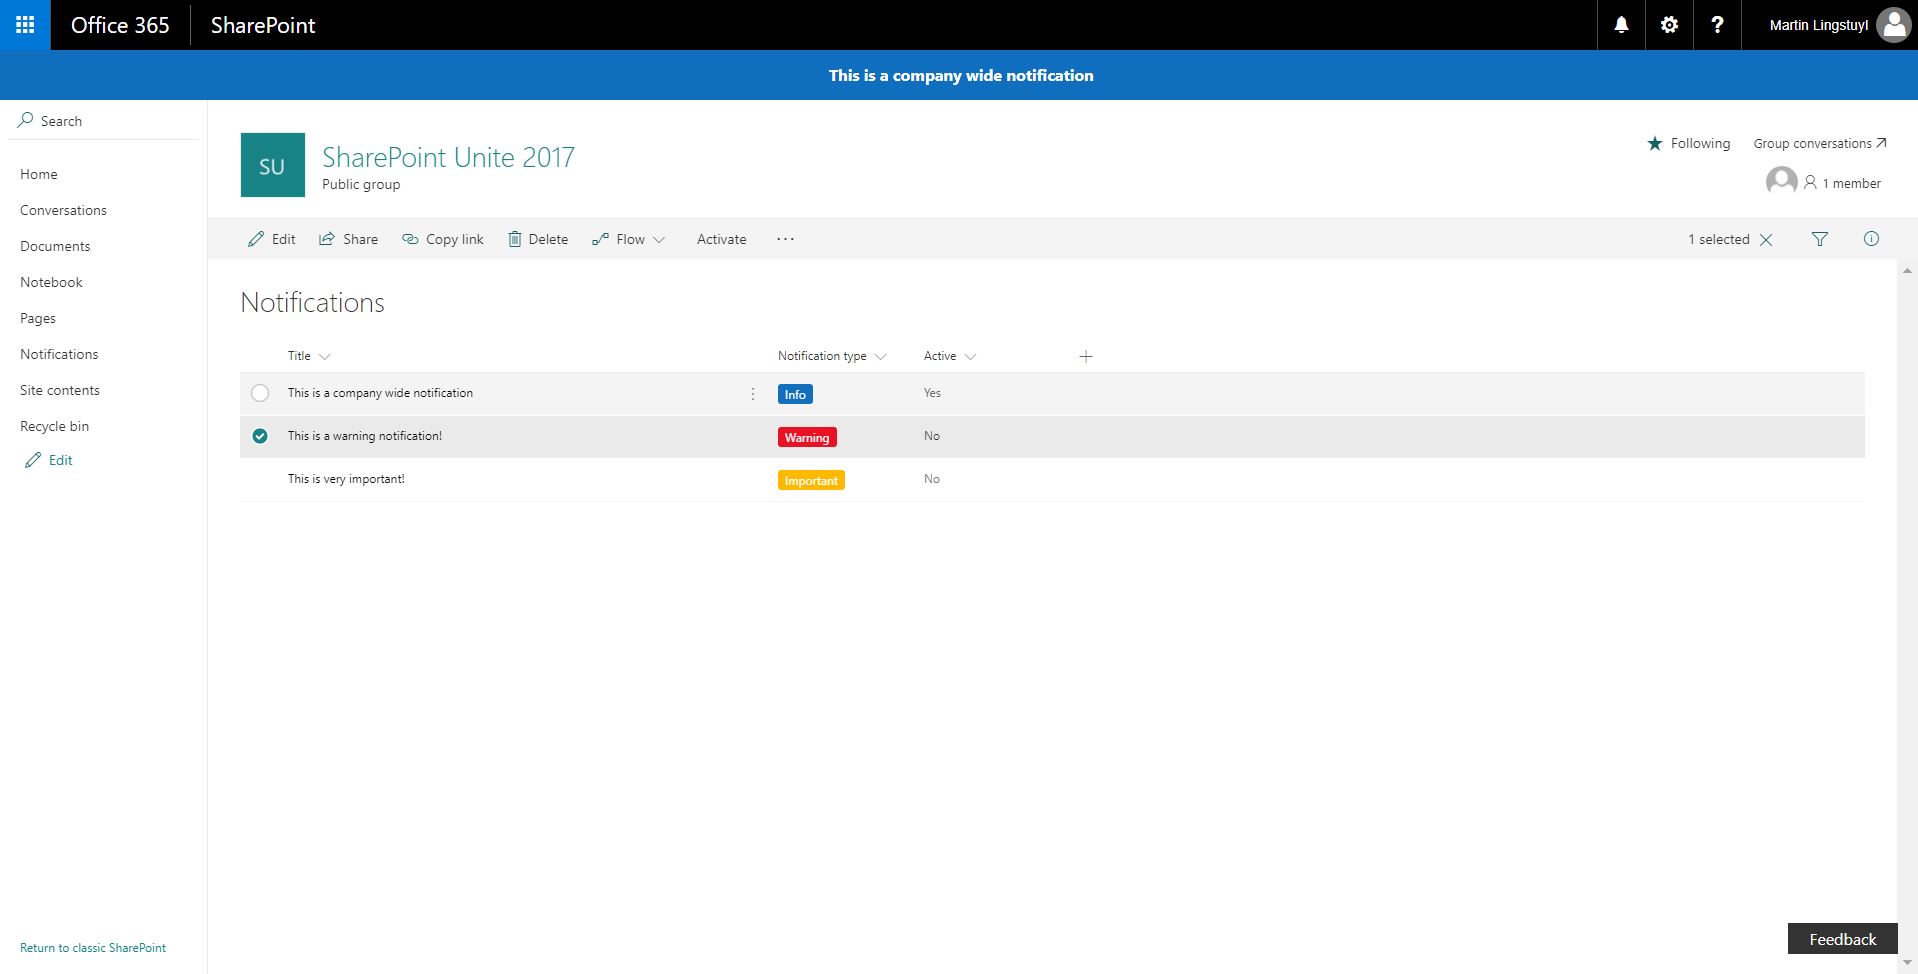 Office 365 SharePoint ? Martin Lingstuyl
This is a company wide notification
Search
Home
Conversations
Documents
Notebook
Pages
Notifications
Site contents
Recycle bin
Edit
Return to classic SharePoint
SU
SharePoint Unite 2017
Public group
Following Group conversations
1 member
Edit Share Copy link Delete Flow Activate ··· 1 selected
Notifications
Title Notification type Active
This is a company wide notification Info Yes
This is a warning notification! Warning No
This is very important! Important No
Feedback